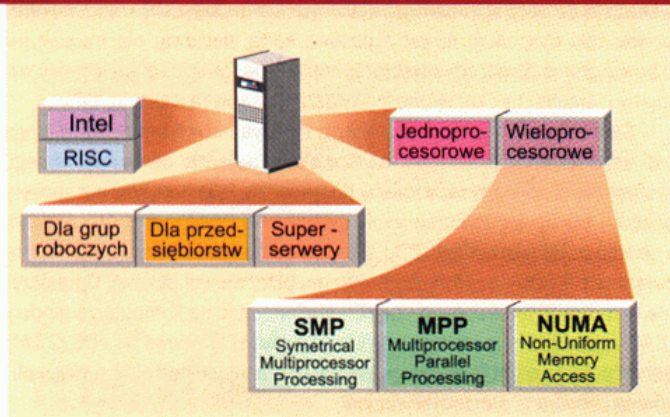 Intel
RISC
Jednopro-
cesorowe
Wielopro-
cesorowe
Dla grup
roboczych
Dla przed-
siębiorstw
Super -
serwery
SMP
Symetrical
Multiprocessor
Processing
MPP
Multiprocessor
Parallel
Processing
NUMA
Non-Uniform
Memory
Access